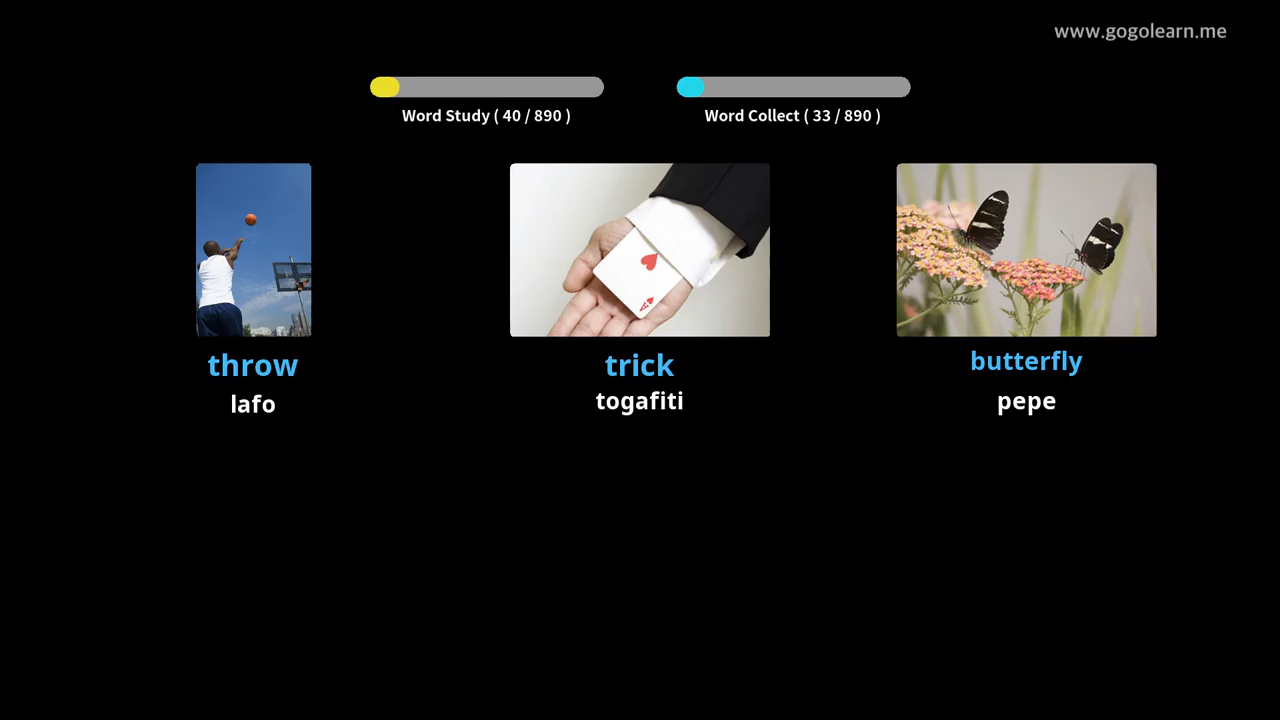 www.gogolearn.me
Word Study ( 40 / 890 )
Word Collect ( 33 / 890 )
throw
lafo
trick
togafiti
butterfly
pepe